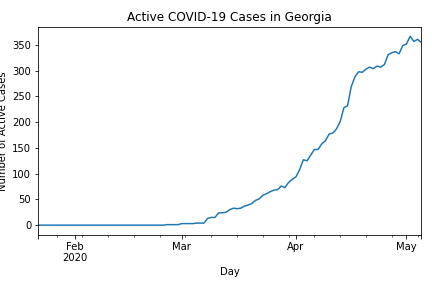 Active COVID-19 Cases in Georgia
Number of Active Cases
350
300
250
200
150
100
50
0
Feb
2020
Mar
Apr
May
Day